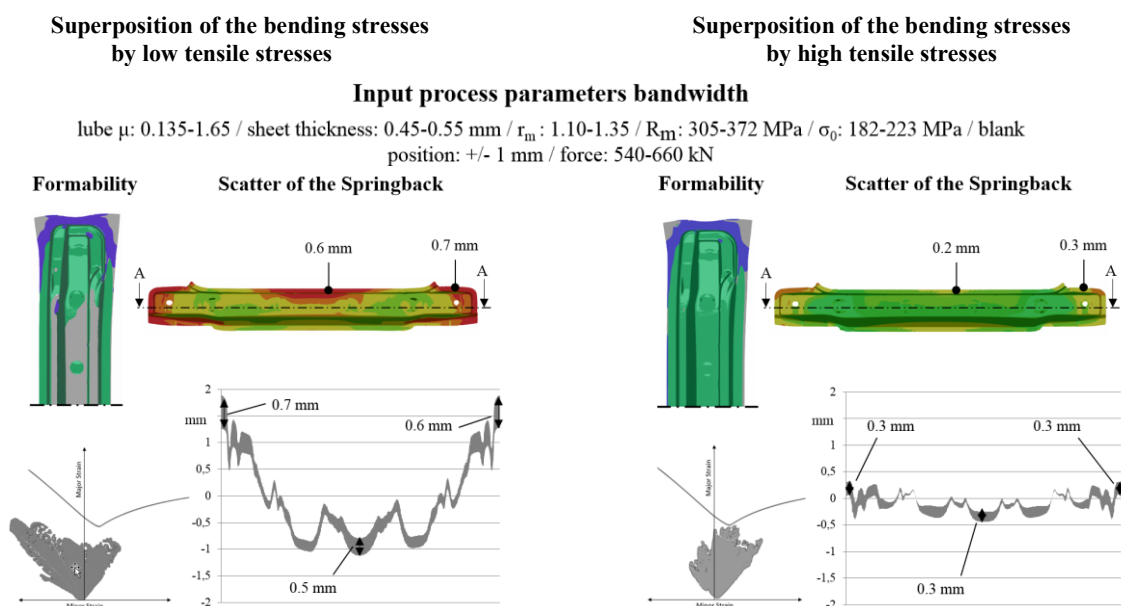 Superposition of the bending stresses
by low tensile stresses
Superposition of the bending stresses
by high tensile stresses
Input process parameters bandwidth
lube μ: 0.135-1.65 / sheet thickness: 0.45-0.55 mm / rm : 1.10-1.35 / Rm: 305-372 MPa / σ0: 182-223 MPa / blank
position: +/- 1 mm / force: 540-660 kN
Formability
Scatter of the Springback
0.6 mm
0.7 mm
A
A
2
mm
1
0,5
0
-0,5
-1
-1,5
-2
0.7 mm
0.6 mm
0.5 mm
Major Strain
Minor Strain
Formability
Scatter of the Springback
0.2 mm
0.3 mm
A
A
2
mm
1
0,5
0
-0,5
-1
-1,5
-2
0.3 mm
0.3 mm
0.3 mm
Major Strain
Minor Strain